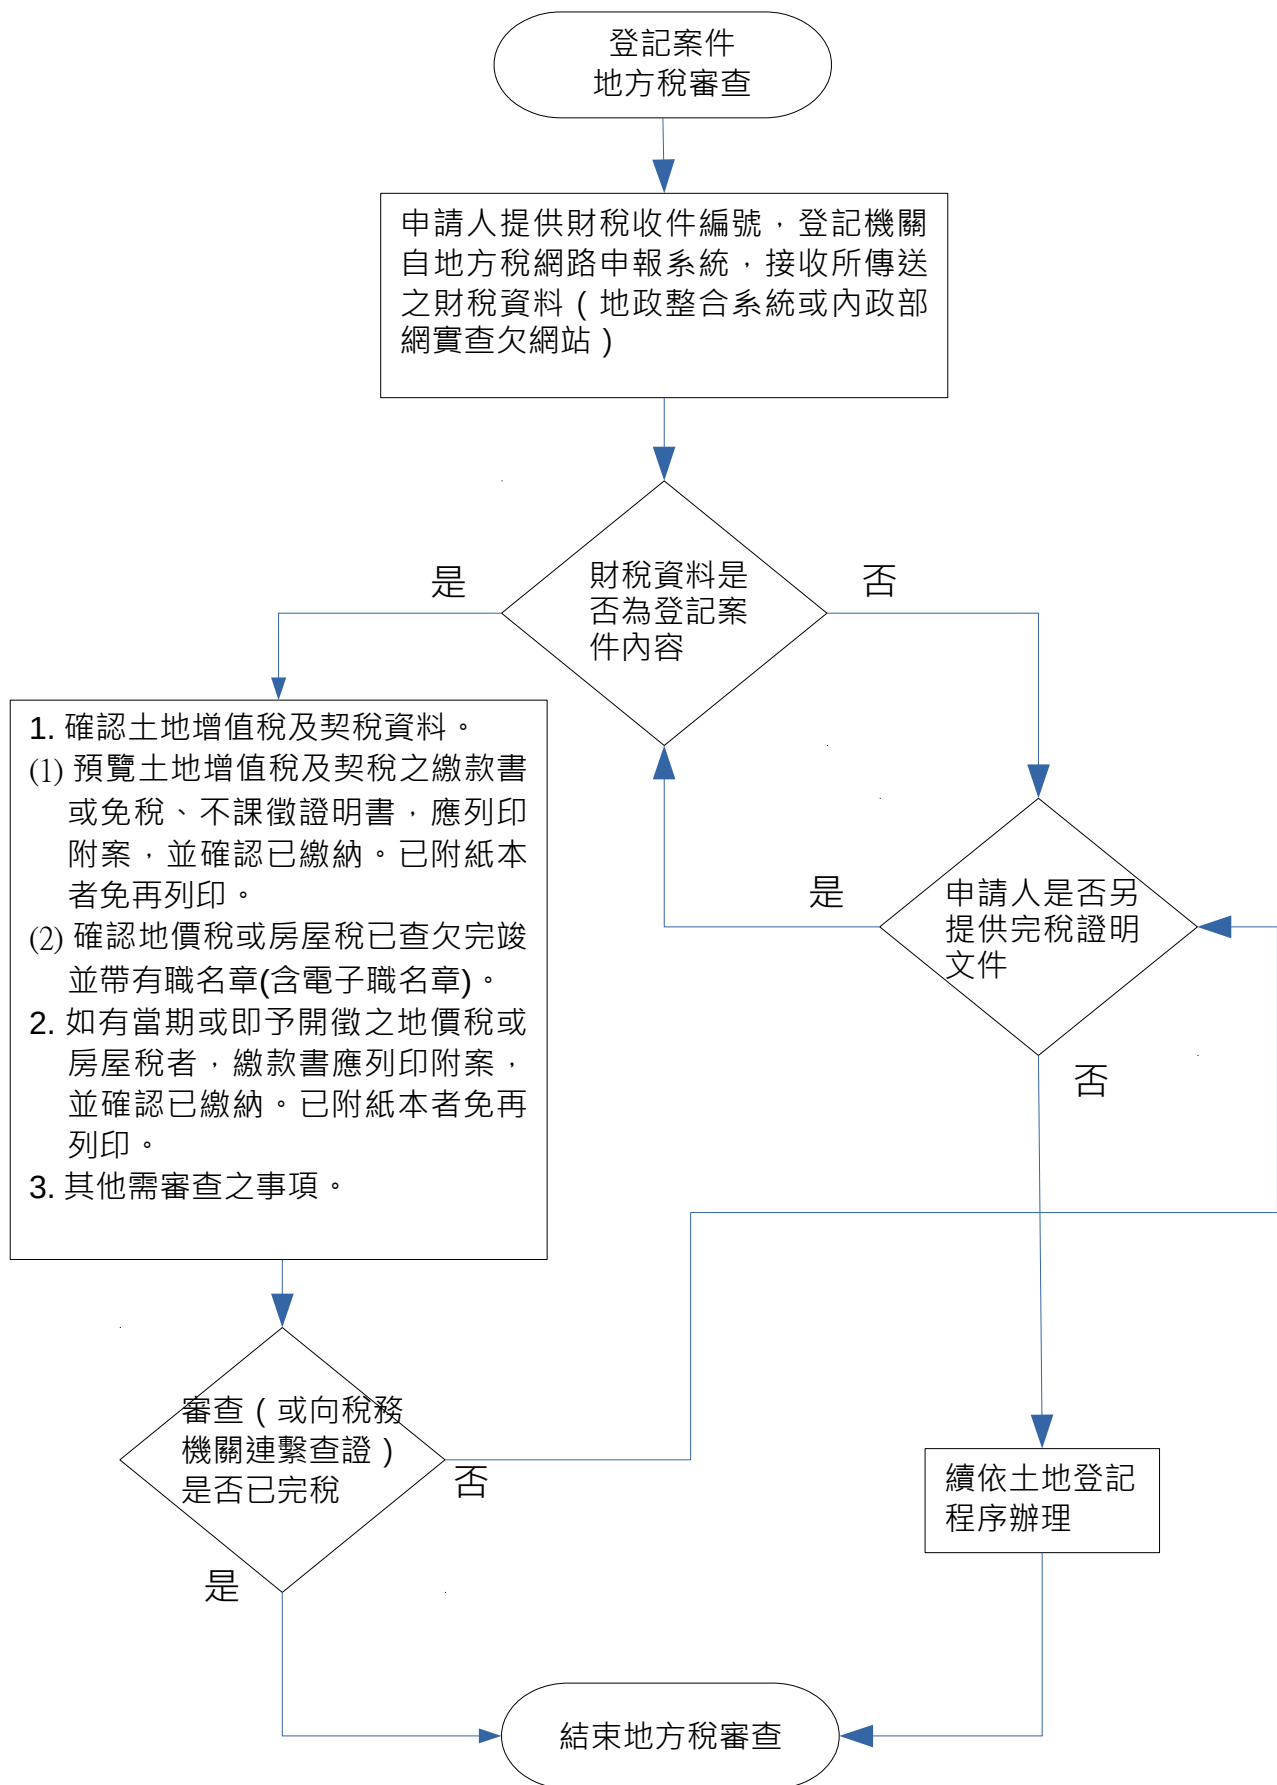 登記案件
地方稅審查
申請人提供財稅收件編號，登記機關
自地方稅網路申報系統，接收所傳送
之財稅資料（地政整合系統或內政部
網實查欠網站）
是
財稅資料是
否為登記案
件內容
否
1. 確認土地增值稅及契稅資料。
(1) 預覽土地增值稅及契稅之繳款書
或免稅、不課徵證明書，應列印
附案，並確認已繳納。已附紙本
者免再列印。
(2) 確認地價稅或房屋稅已查欠完竣
並帶有職名章(含電子職名章)。
2. 如有當期或即予開徵之地價稅或
房屋稅者，繳款書應列印附案，
並確認已繳納。已附紙本者免再
列印。
3. 其他需審查之事項。
是
申請人是否另
提供完稅證明
文件
否
審查（或向稅務
機關連繫查證）
是否已完稅
否
是
續依土地登記
程序辦理
結束地方稅審查